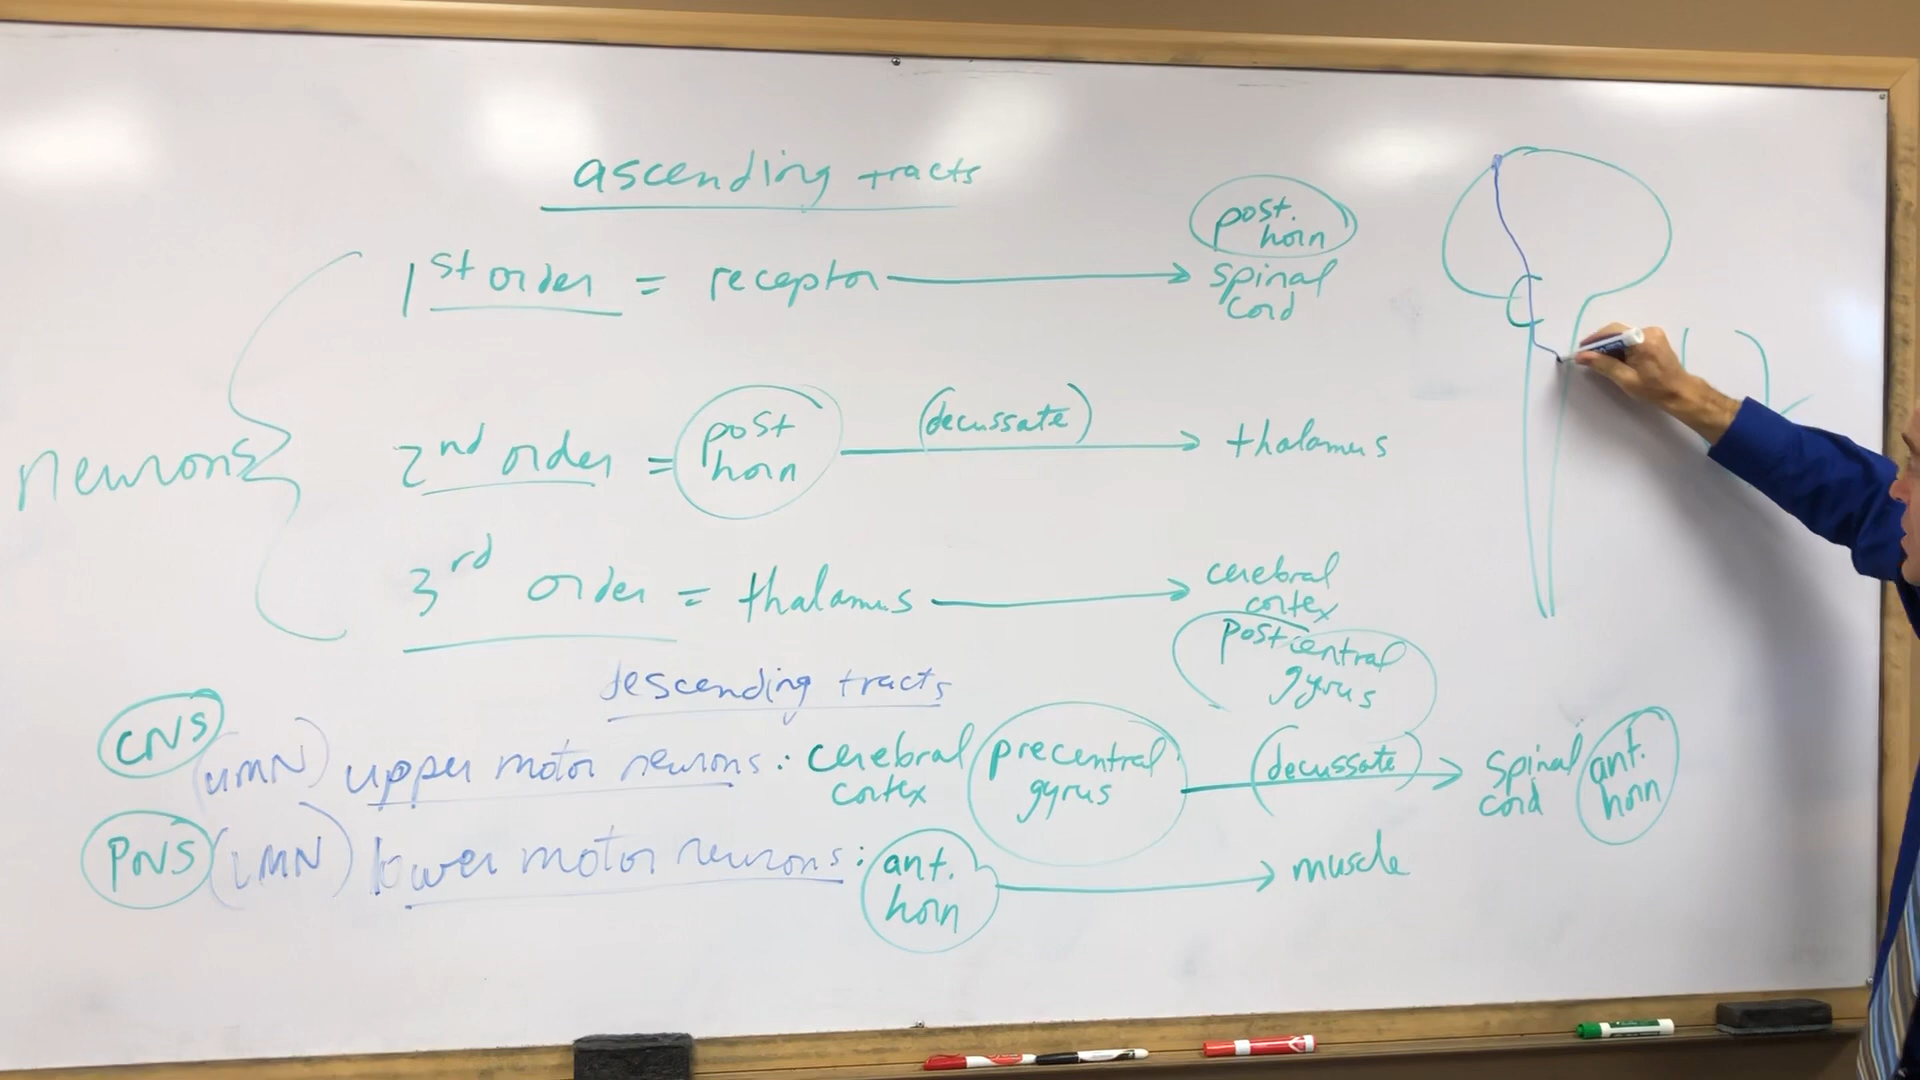 ascending tracts
1st order = receptor → post. horn
spinal cord
neurons
2nd order = post horn (decussate) → thalamus
3rd order = thalamus → cerebral cortex
postcentral gyrus
descending tracts
CNS (UMN) upper motor neurons: cerebral cortex precentral gyrus (decussate) → spinal cord ant. horn
PNS (LMN) lower motor neurons: ant. horn → muscle